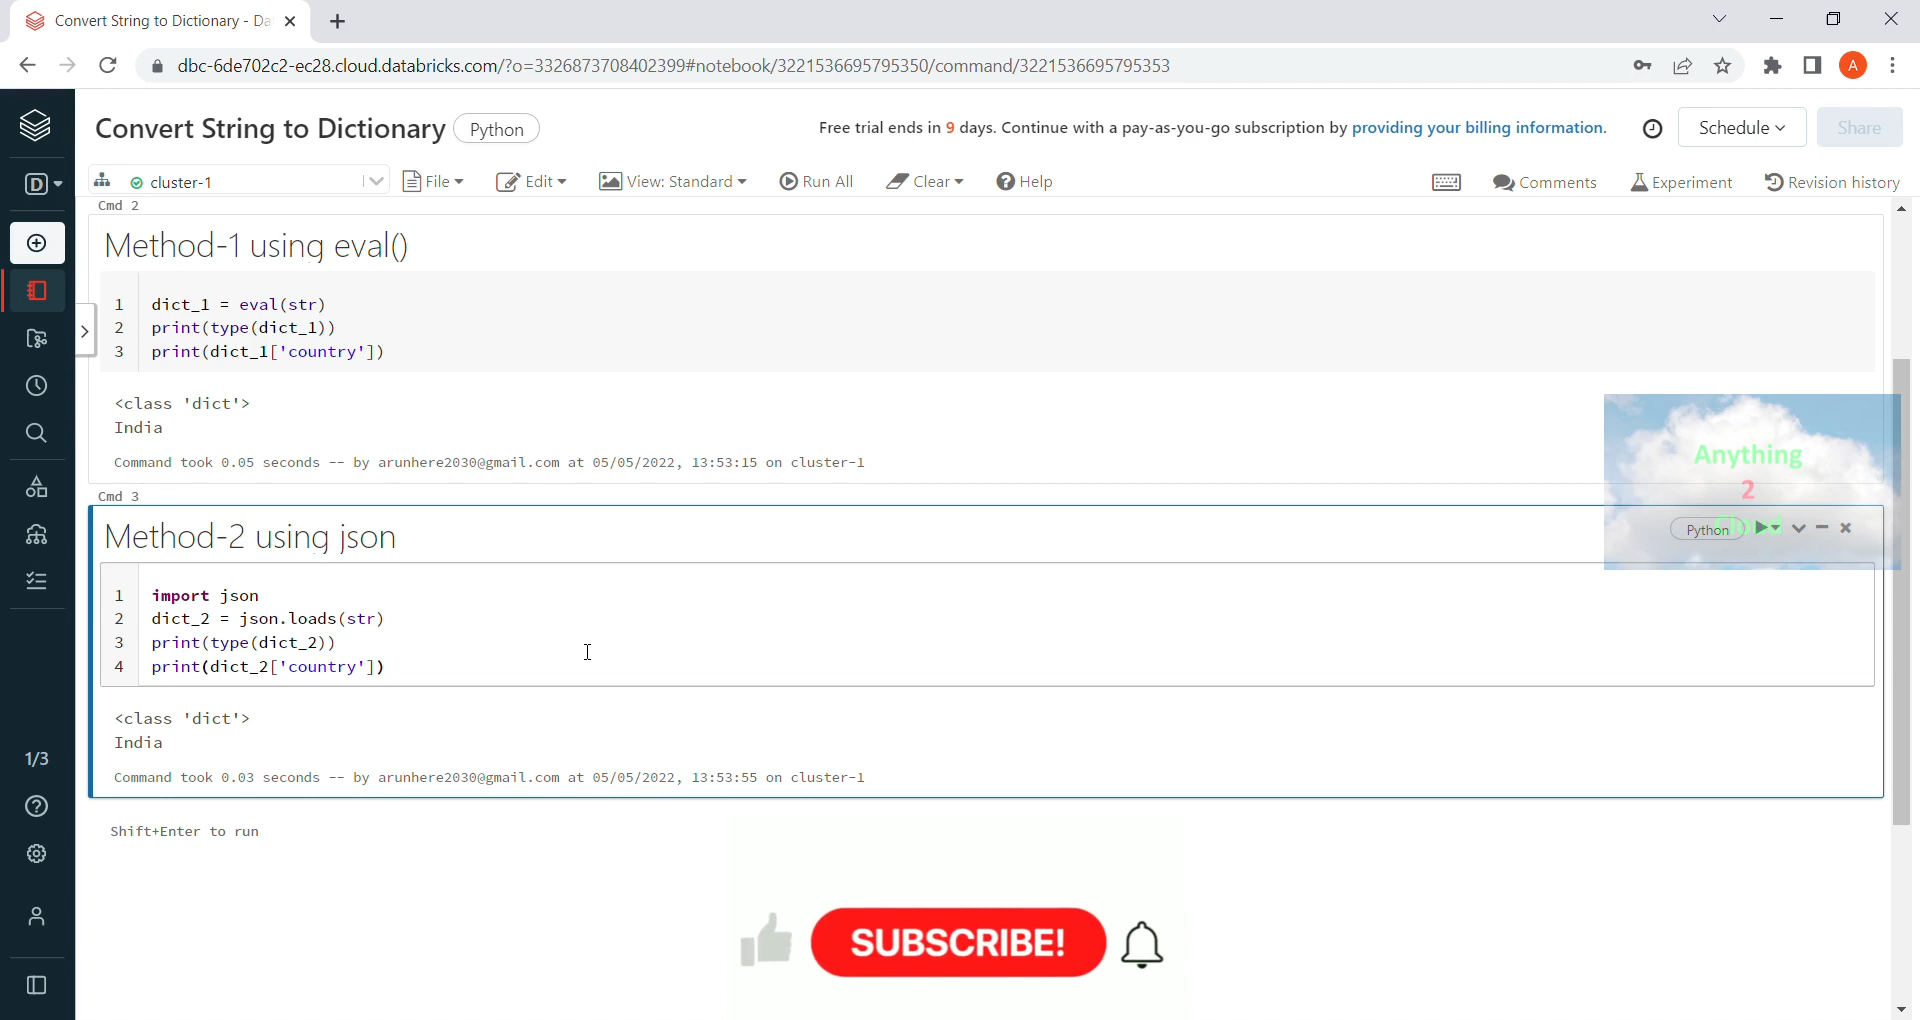 Convert String to Dictionary - Da
dbc-6de702c2-ec28.cloud.databricks.com/?o=3326873708402399#notebook/3221536695795350/command/3221536695795353
A
Convert String to Dictionary
Python
Free trial ends in 9 days. Continue with a pay-as-you-go subscription by providing your billing information.
Schedule
Share
D
cluster-1
File
Edit
View: Standard
Run All
Clear
Help
Comments
Experiment
Revision history
Cmd 2
Method-1 using eval()
1 dict_1 = eval(str)
2 print(type(dict_1))
3 print(dict_1['country'])
<class 'dict'>
India
Command took 0.05 seconds -- by arunhere2030@gmail.com at 05/05/2022, 13:53:15 on cluster-1
Anything
2
Cloud
Cmd 3
Method-2 using json
Python
1 import json
2 dict_2 = json.loads(str)
3 print(type(dict_2))
4 print(dict_2['country'])
<class 'dict'>
India
Command took 0.03 seconds -- by arunhere2030@gmail.com at 05/05/2022, 13:53:55 on cluster-1
1/3
Shift+Enter to run
SUBSCRIBE!